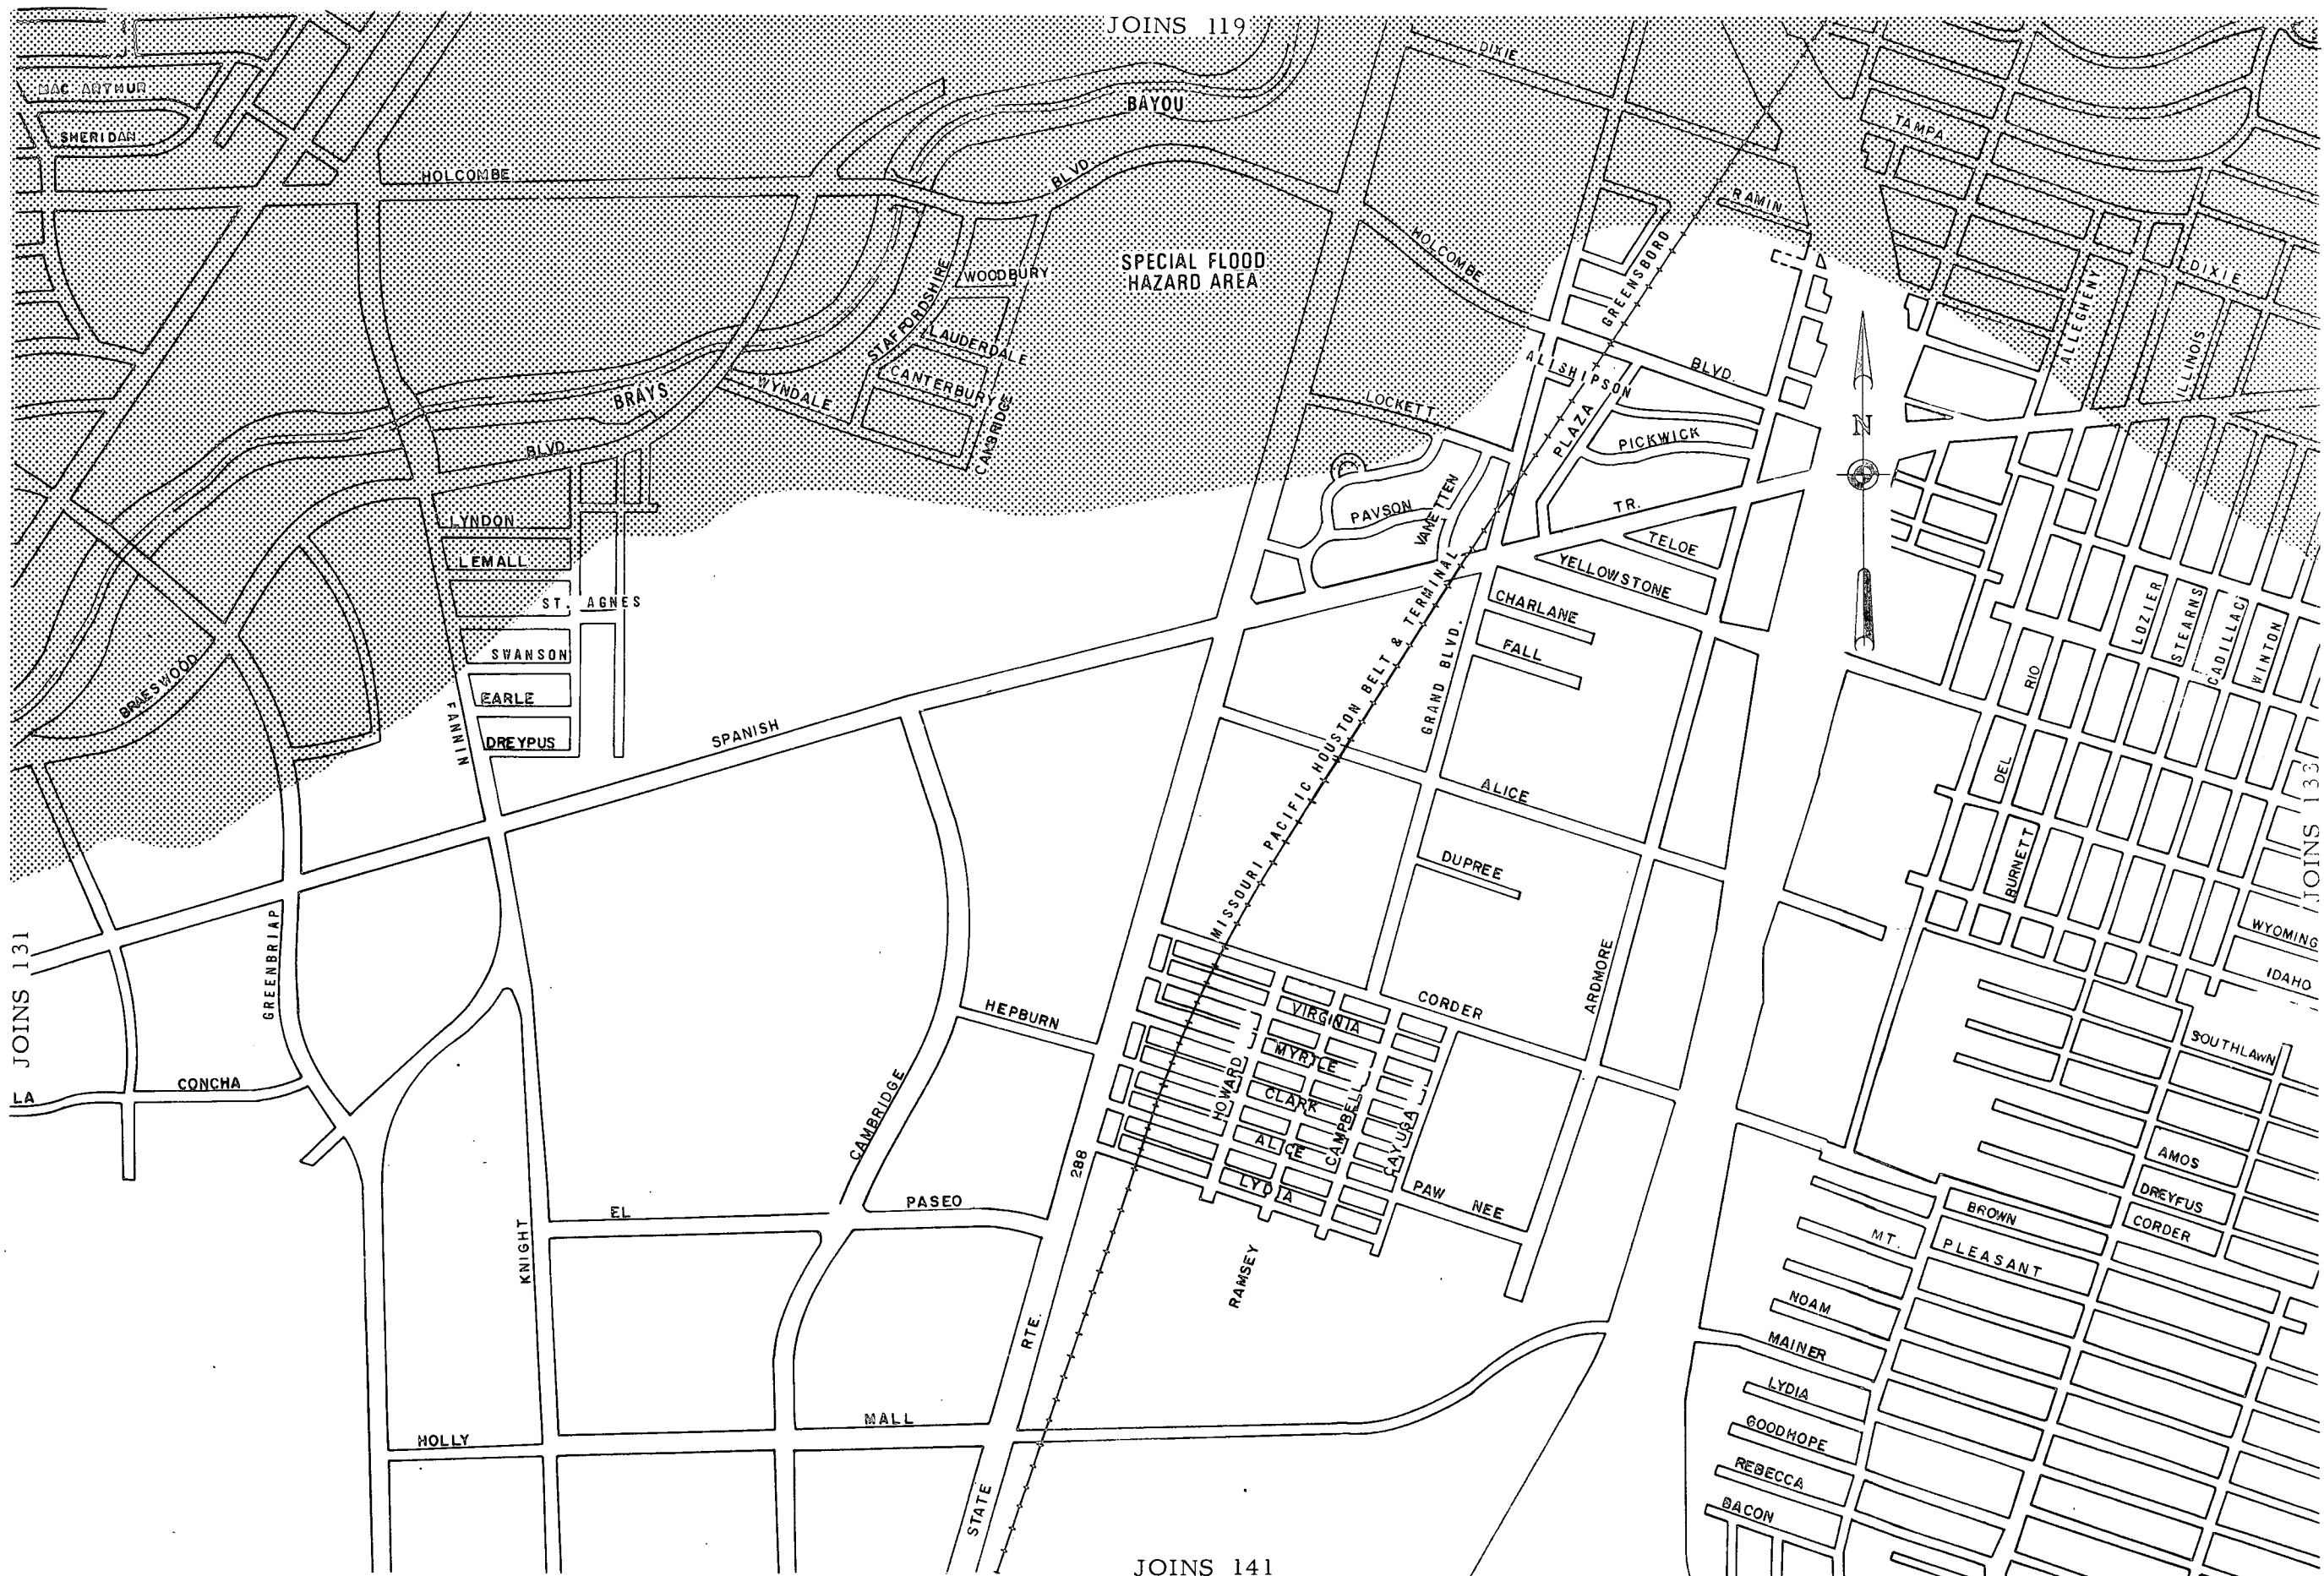 JOINS 119
DIXIE
MAC ARTHUR
BAYOU
SHERIDAN
TAMPA
HOLCOMBE
BLVD
RAMIN
HOLCOMBE
GREENSBORO
SPECIAL FLOOD
HAZARD AREA
WOODBURY
DIXIE
STAFFORDSHIRE
ALLEGHENY
LAUDERDALE
ILLINOIS
ALISHIPSON
BLVD.
CANTERBURY
WYNDALE
BRAYS
CAMBRIDGE
LOCKETT
PLAZA
PICKWICK
N
BLVD
PAVSON
VANETTEN
TR.
LYNDON
TELOE
LEMALL
YELLOWSTONE
ST. AGNES
CHARLANE
LOZIER
STEARNS
CADILLAC
WINTON
SWANSON
FALL
GRAND BLVD.
RIO
BRAESWOOD
EARLE
FANNIN
DREYPUS
SPANISH
MISSOURI PACIFIC HOUSTON BELT & TERMINAL
ALICE
DEL
JOINS 133
DUPREE
BURNETT
GREENBRIAP
WYOMING
JOINS 131
IDAHO
ARDMORE
HEPBURN
CORDER
VIRGINIA
SOUTHLAWN
MYRTLE
HOWARD
LA
CONCHA
CLARK
CAMPBELL
CAYUGA
CAMBRIDGE
ALICE
AMOS
288
LYDIA
PAW NEE
DREYFUS
EL
PASEO
BROWN
CORDER
MT.
PLEASANT
KNIGHT
RAMSEY
NOAM
RTE.
MAINER
LYDIA
MALL
HOLLY
GOODHOPE
REBECCA
STATE
BACON
JOINS 141